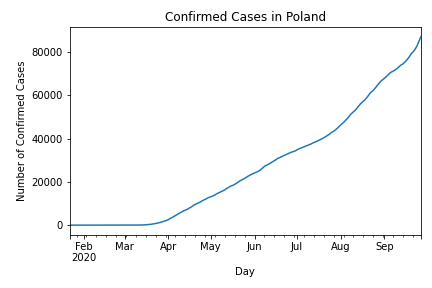 Confirmed Cases in Poland
Number of Confirmed Cases
80000
60000
40000
20000
0
Feb Mar Apr May Jun Jul Aug Sep
2020
Day